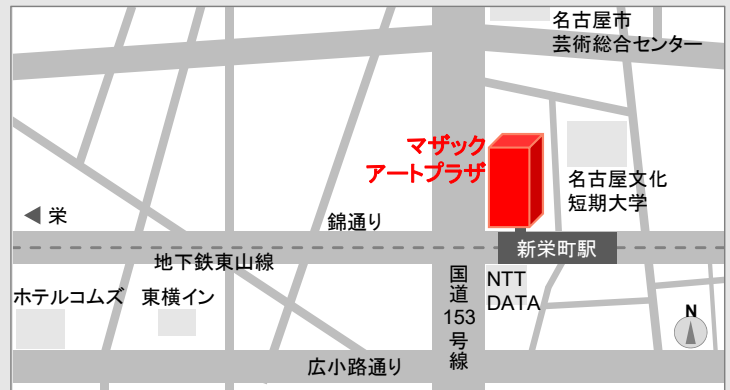 名古屋市
芸術総合センター
マザック
アートプラザ
名古屋文化
短期大学
◀ 栄
錦通り
新栄町駅
地下鉄東山線
ホテルコムズ
東横イン
国道153号線
NTT
DATA
N
広小路通り